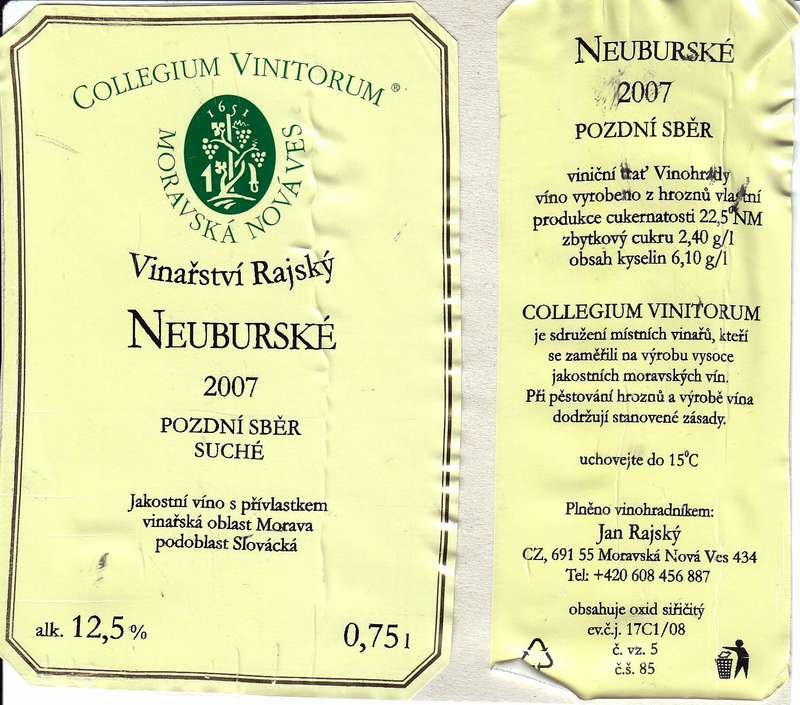 COLLEGIUM VINITORUM®
1651
MORAVSKÁ NOVÁ VES
Vinařství Rajský
NEUBURSKÉ
2007
POZDNÍ SBĚR
SUCHÉ
Jakostní víno s přívlastkem
vinařská oblast Morava
podoblast Slovácká
alk. 12,5 %
0,75 l
NEUBURSKÉ
2007
POZDNÍ SBĚR
viniční trať Vinohrady
víno vyrobeno z hroznů vlastní
produkce cukernatosti 22,5°NM
zbytkový cukru 2,40 g/l
obsah kyselin 6,10 g/l
COLLEGIUM VINITORUM
je sdružení místních vinařů, kteří
se zaměřili na výrobu vysoce
jakostních moravských vín.
Při pěstování hroznů a výrobě vína
dodržují stanovené zásady.
uchovejte do 15°C
Plněno vinohradníkem:
Jan Rajský
CZ, 691 55 Moravská Nová Ves 434
Tel: +420 608 456 887
obsahuje oxid siřičitý
ev.č.j. 17C1/08
č. vz. 5
č.š. 85